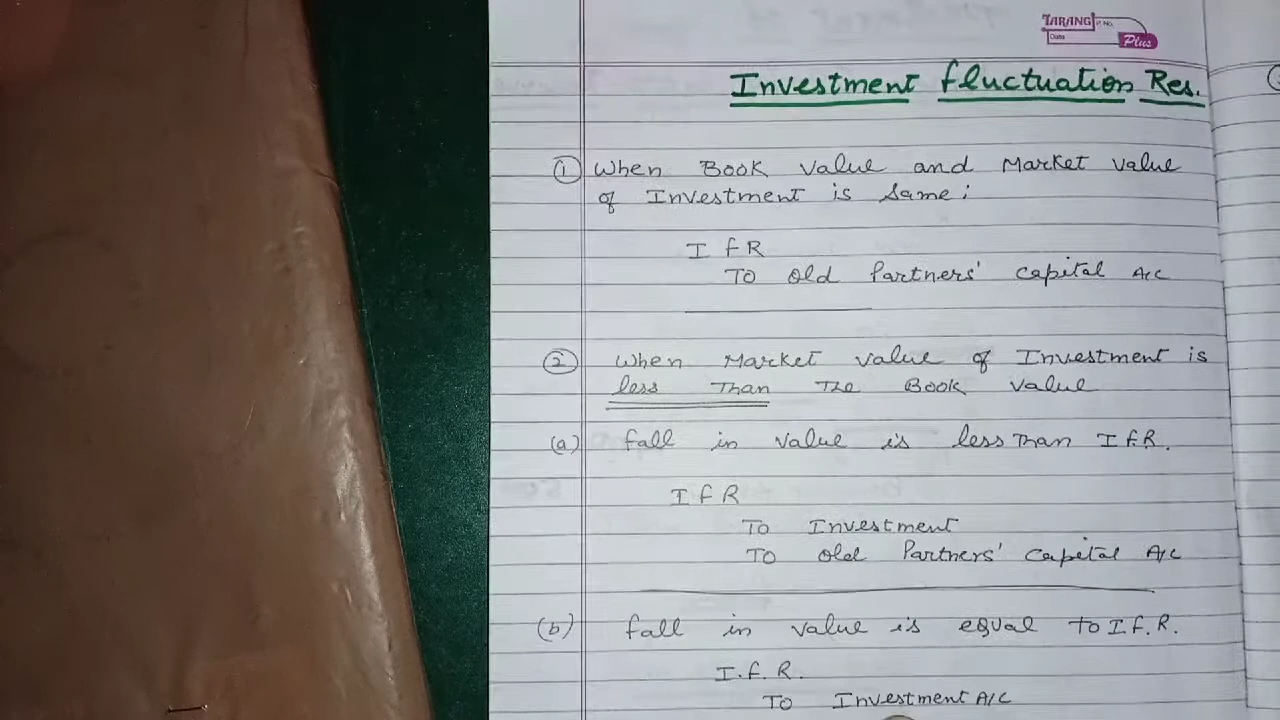 TARANG P. No.
Date Plus
Investment fluctuation Res.
① When Book value and Market value
of Investment is same :
I f R
To old Partners' capital A/c
② When Market value of Investment is
less than the Book value
(a) fall in value is less than I.f.R.
I f R
To Investment
To old Partners' capital A/c
(b) fall in value is equal to I.f.R.
I.f.R.
To Investment A/c